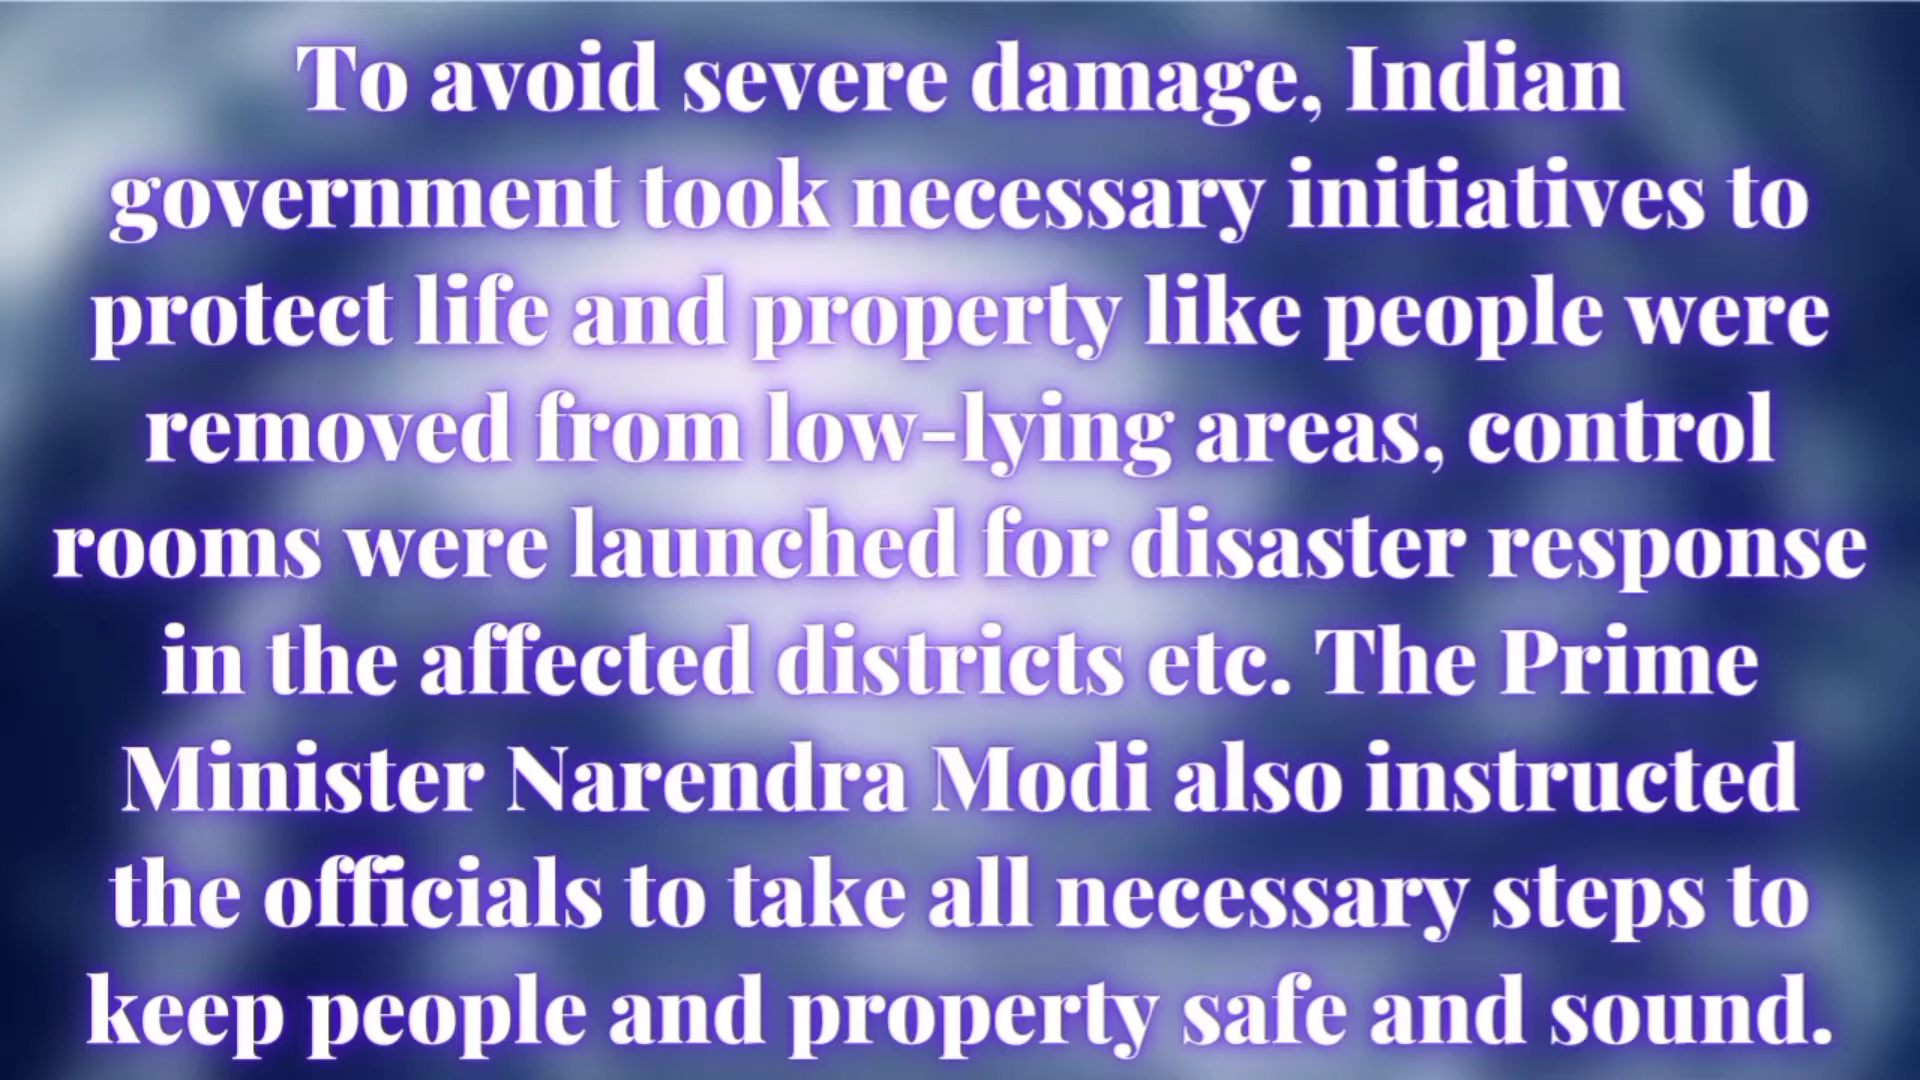 To avoid severe damage, Indian
government took necessary initiatives to
protect life and property like people were
removed from low-lying areas, control
rooms were launched for disaster response
in the affected districts etc. The Prime
Minister Narendra Modi also instructed
the officials to take all necessary steps to
keep people and property safe and sound.